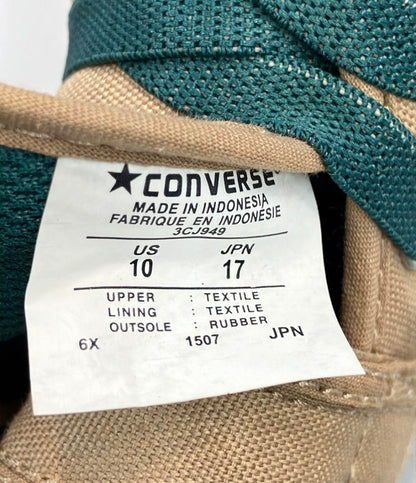 ★CONVERSE
MADE IN INDONESIA
FABRIQUE EN INDONESIE
3CJ949
US JPN
10 17
UPPER : TEXTILE
LINING : TEXTILE
OUTSOLE : RUBBER
6X 1507 JPN